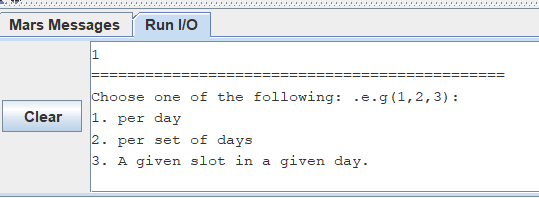 Mars Messages Run I/O
Clear
1
==============================================
Choose one of the following: .e.g(1,2,3):
1. per day
2. per set of days
3. A given slot in a given day.